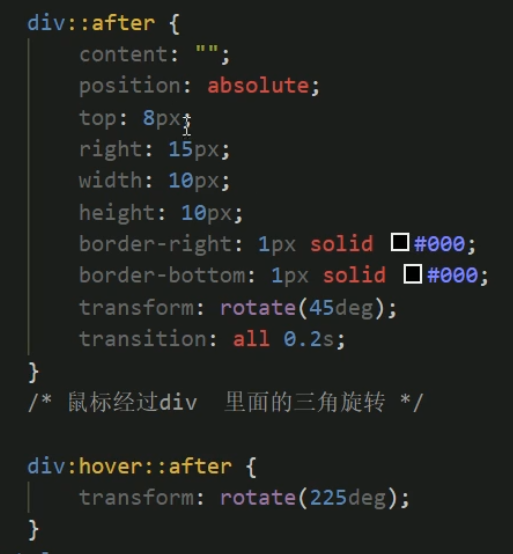 div::after {
content: "";
position: absolute;
top: 8px;
right: 15px;
width: 10px;
height: 10px;
border-right: 1px solid #000;
border-bottom: 1px solid #000;
transform: rotate(45deg);
transition: all 0.2s;
}
/* 鼠标经过div  里面的三角旋转 */
div:hover::after {
transform: rotate(225deg);
}